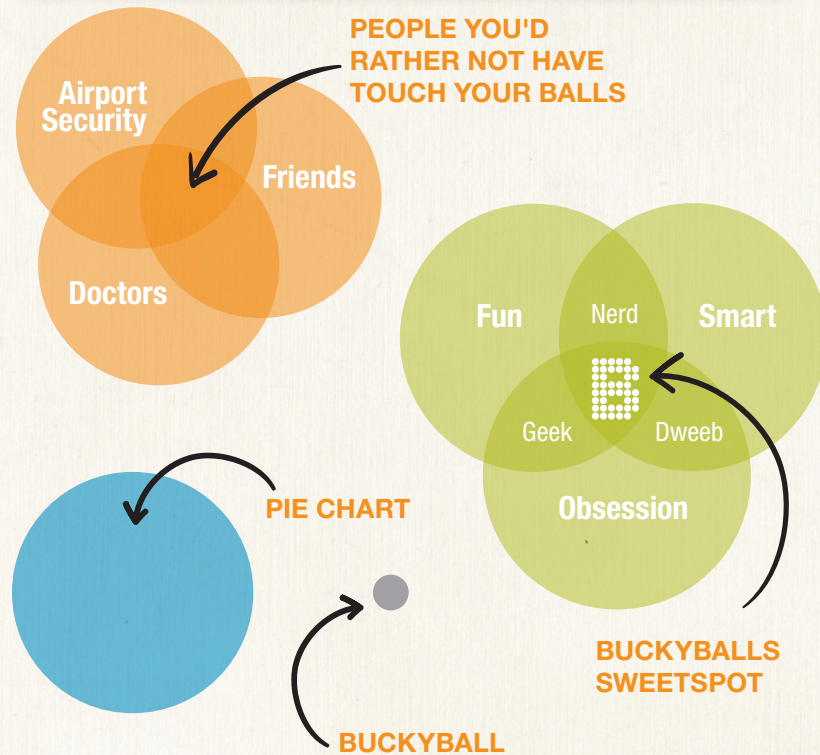 PEOPLE YOU'D
RATHER NOT HAVE
TOUCH YOUR BALLS
Airport
Security
Friends
Doctors
Fun
Nerd
Smart
B
Geek
Dweeb
Obsession
PIE CHART
BUCKYBALLS
SWEETSPOT
BUCKYBALL